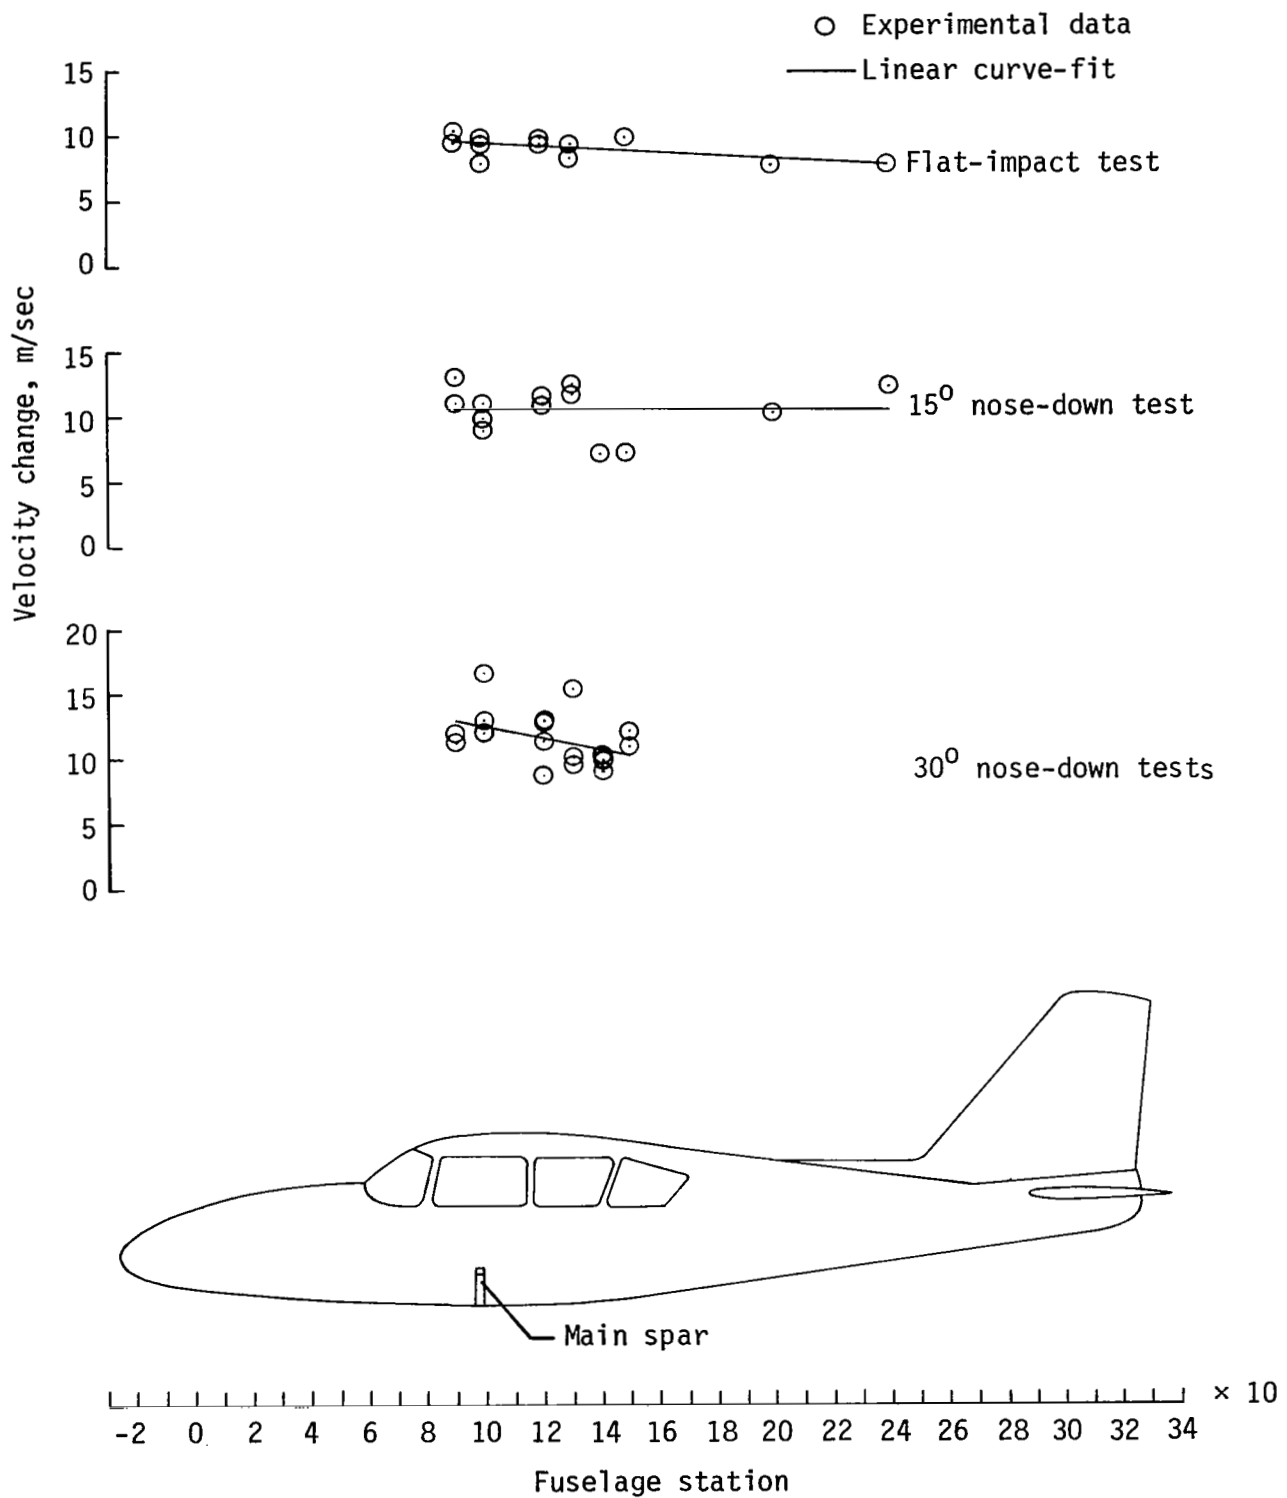 Experimental data
Linear curve-fit
15
10
5
0
Flat-impact test
Velocity change, m/sec
15
10
5
0
15º nose-down test
20
15
10
5
0
30º nose-down tests
Main spar
-2 0 2 4 6 8 10 12 14 16 18 20 22 24 26 28 30 32 34 × 10
Fuselage station